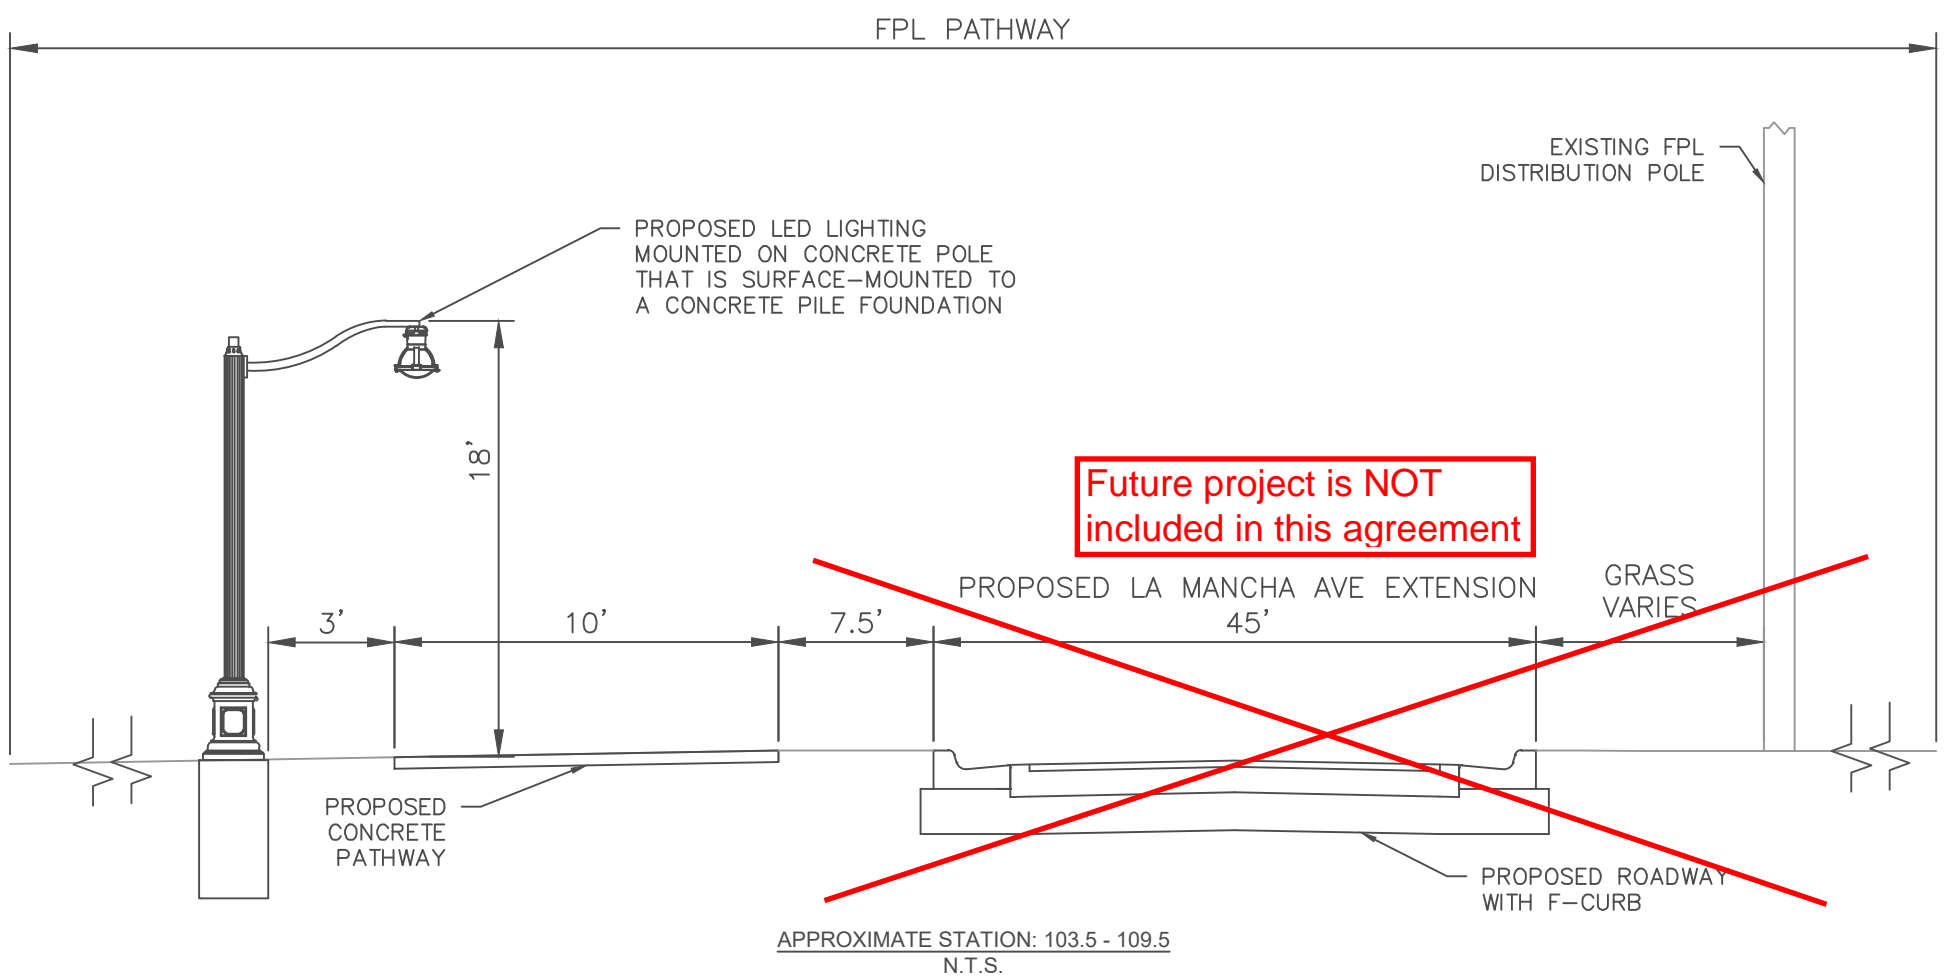 FPL PATHWAY
EXISTING FPL
DISTRIBUTION POLE
PROPOSED LED LIGHTING
MOUNTED ON CONCRETE POLE
THAT IS SURFACE-MOUNTED TO
A CONCRETE PILE FOUNDATION
18'
Future project is NOT
included in this agreement
PROPOSED LA MANCHA AVE EXTENSION
GRASS
VARIES
3'
10'
7.5'
45'
PROPOSED
CONCRETE
PATHWAY
PROPOSED ROADWAY
WITH F-CURB
APPROXIMATE STATION: 103.5 - 109.5
N.T.S.